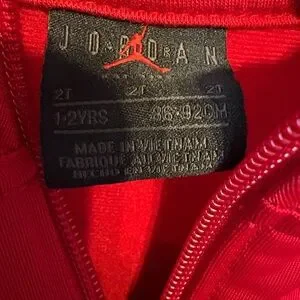 JORDAN
2T 2T 2T
1-2YRS 86-92CM
MADE IN VIETNAM
FABRIQUE AU VIETNAM
HECHO EN VIETNAM